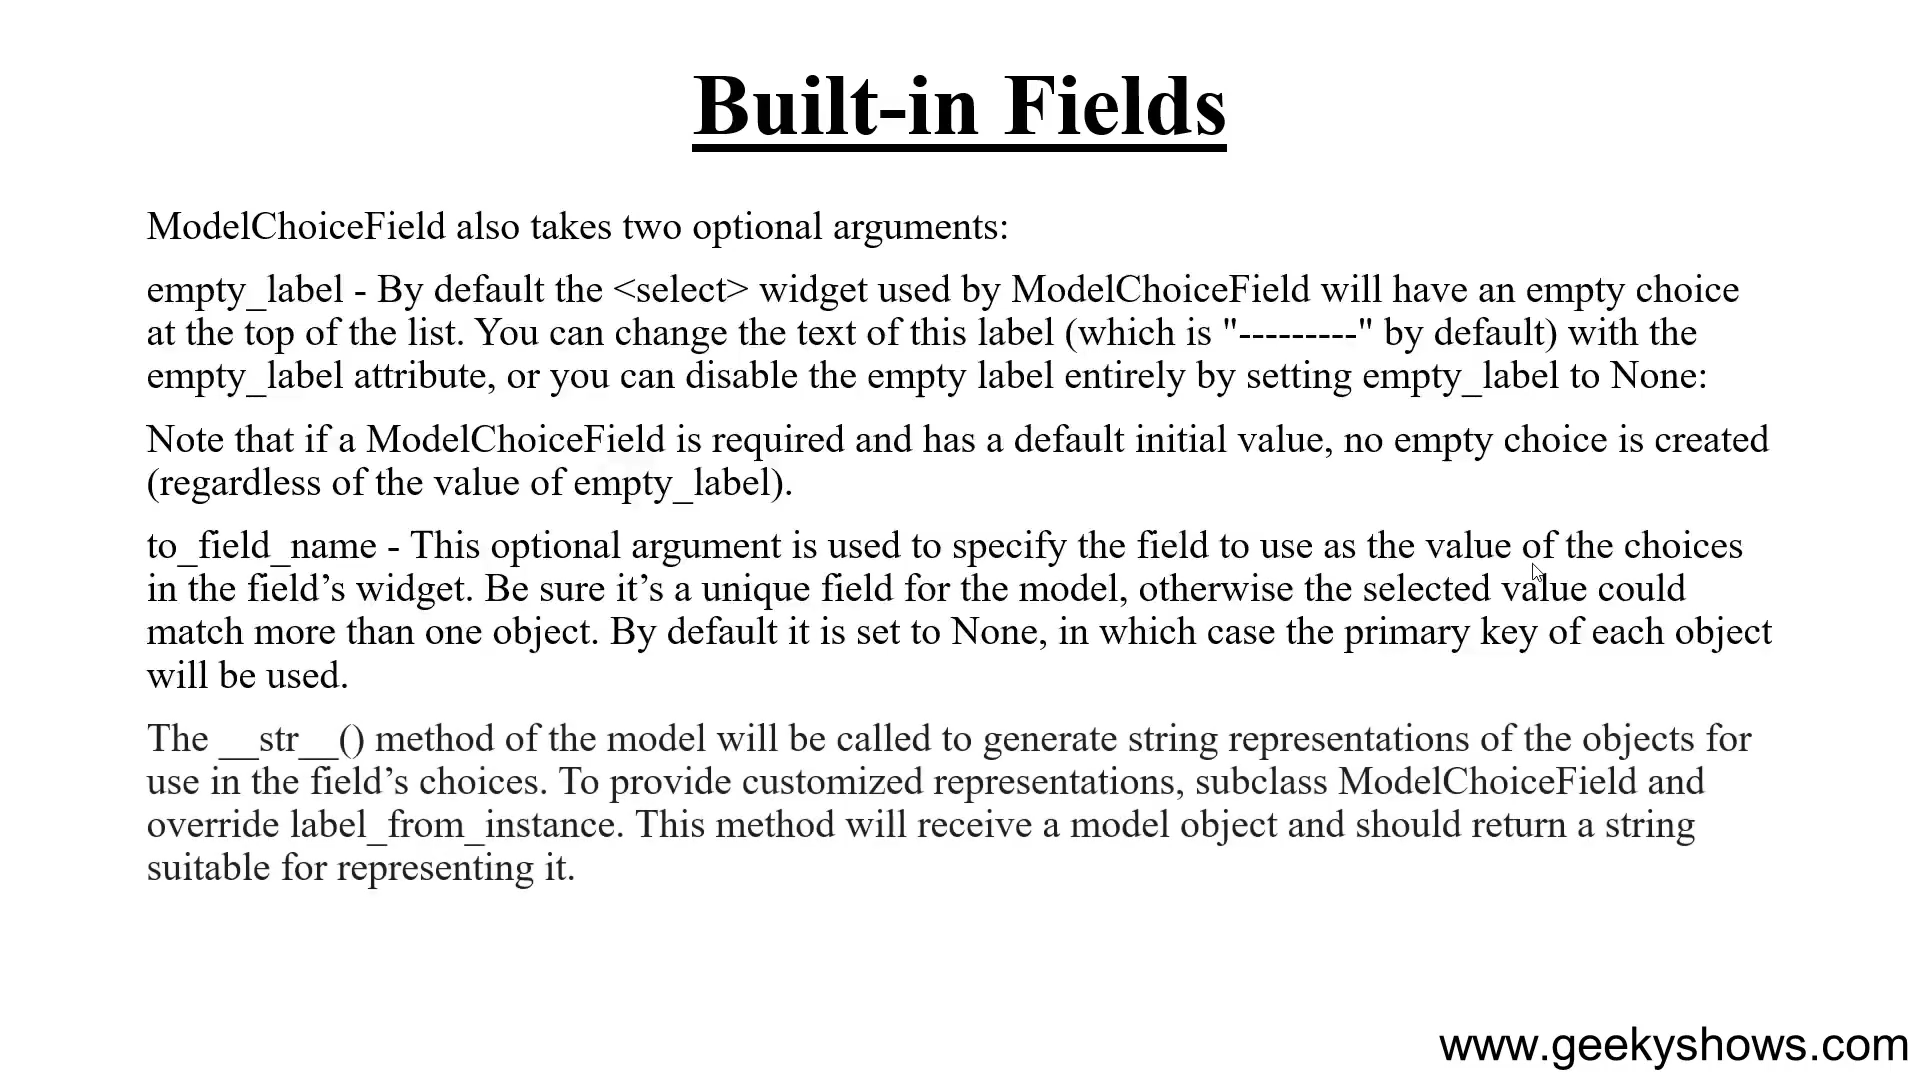 Built-in Fields
ModelChoiceField also takes two optional arguments:
empty_label - By default the <select> widget used by ModelChoiceField will have an empty choice
at the top of the list. You can change the text of this label (which is "---------" by default) with the
empty_label attribute, or you can disable the empty label entirely by setting empty_label to None:
Note that if a ModelChoiceField is required and has a default initial value, no empty choice is created
(regardless of the value of empty_label).
to_field_name - This optional argument is used to specify the field to use as the value of the choices
in the field’s widget. Be sure it’s a unique field for the model, otherwise the selected value could
match more than one object. By default it is set to None, in which case the primary key of each object
will be used.
The __str__() method of the model will be called to generate string representations of the objects for
use in the field’s choices. To provide customized representations, subclass ModelChoiceField and
override label_from_instance. This method will receive a model object and should return a string
suitable for representing it.
www.geekyshows.com